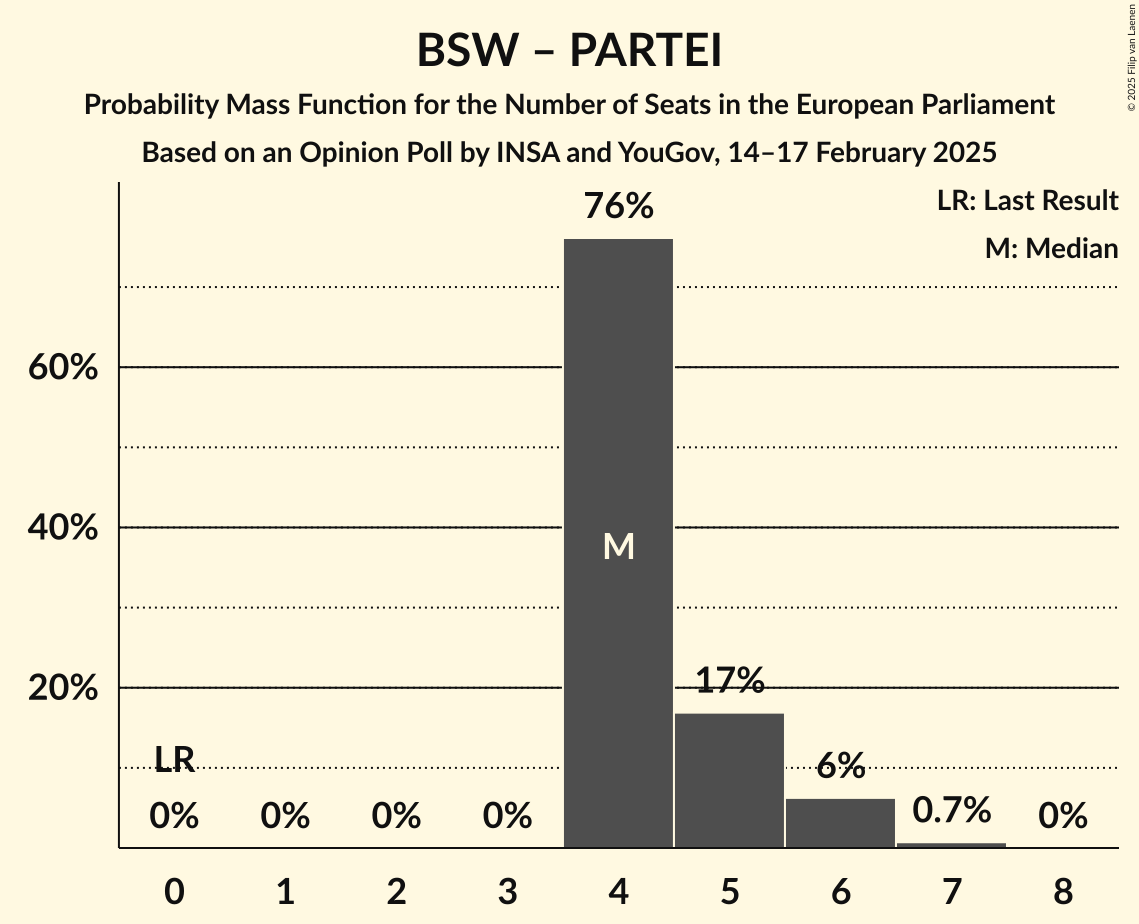 BSW – PARTEI
Probability Mass Function for the Number of Seats in the European Parliament
Based on an Opinion Poll by INSA and YouGov, 14–17 February 2025
© 2025 Filip van Laenen
LR: Last Result
M: Median
76%
60%
40%
M
20%
17%
LR
6%
0%
0%
0%
0%
0.7%
0%
0 1 2 3 4 5 6 7 8